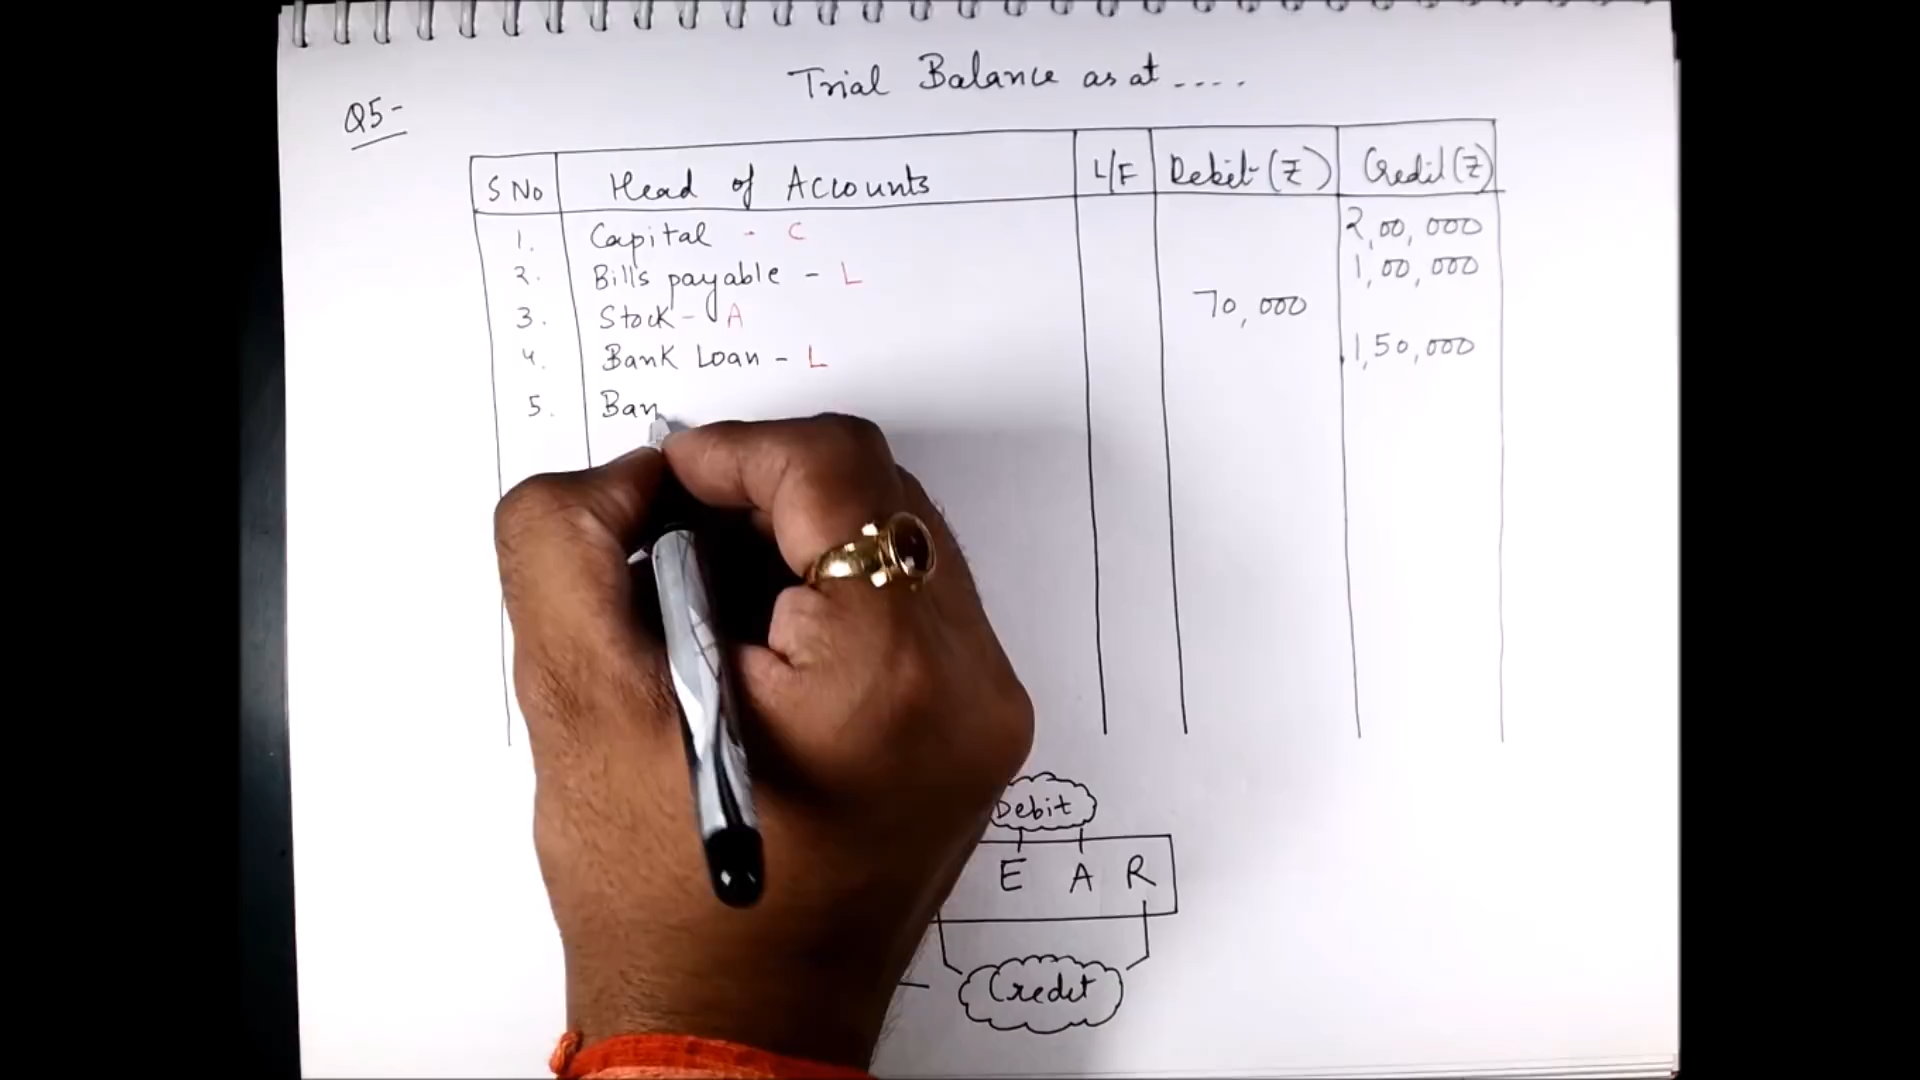 Trial Balance as at ....
Q5-
S No Head of Accounts L/F Debit (₹) Credit (₹)
1. Capital - C 2,00,000
2. Bills payable - L 1,00,000
3. Stock - A 70,000
4. Bank Loan - L 1,50,000
5. Ban
Debit
E A R
Credit